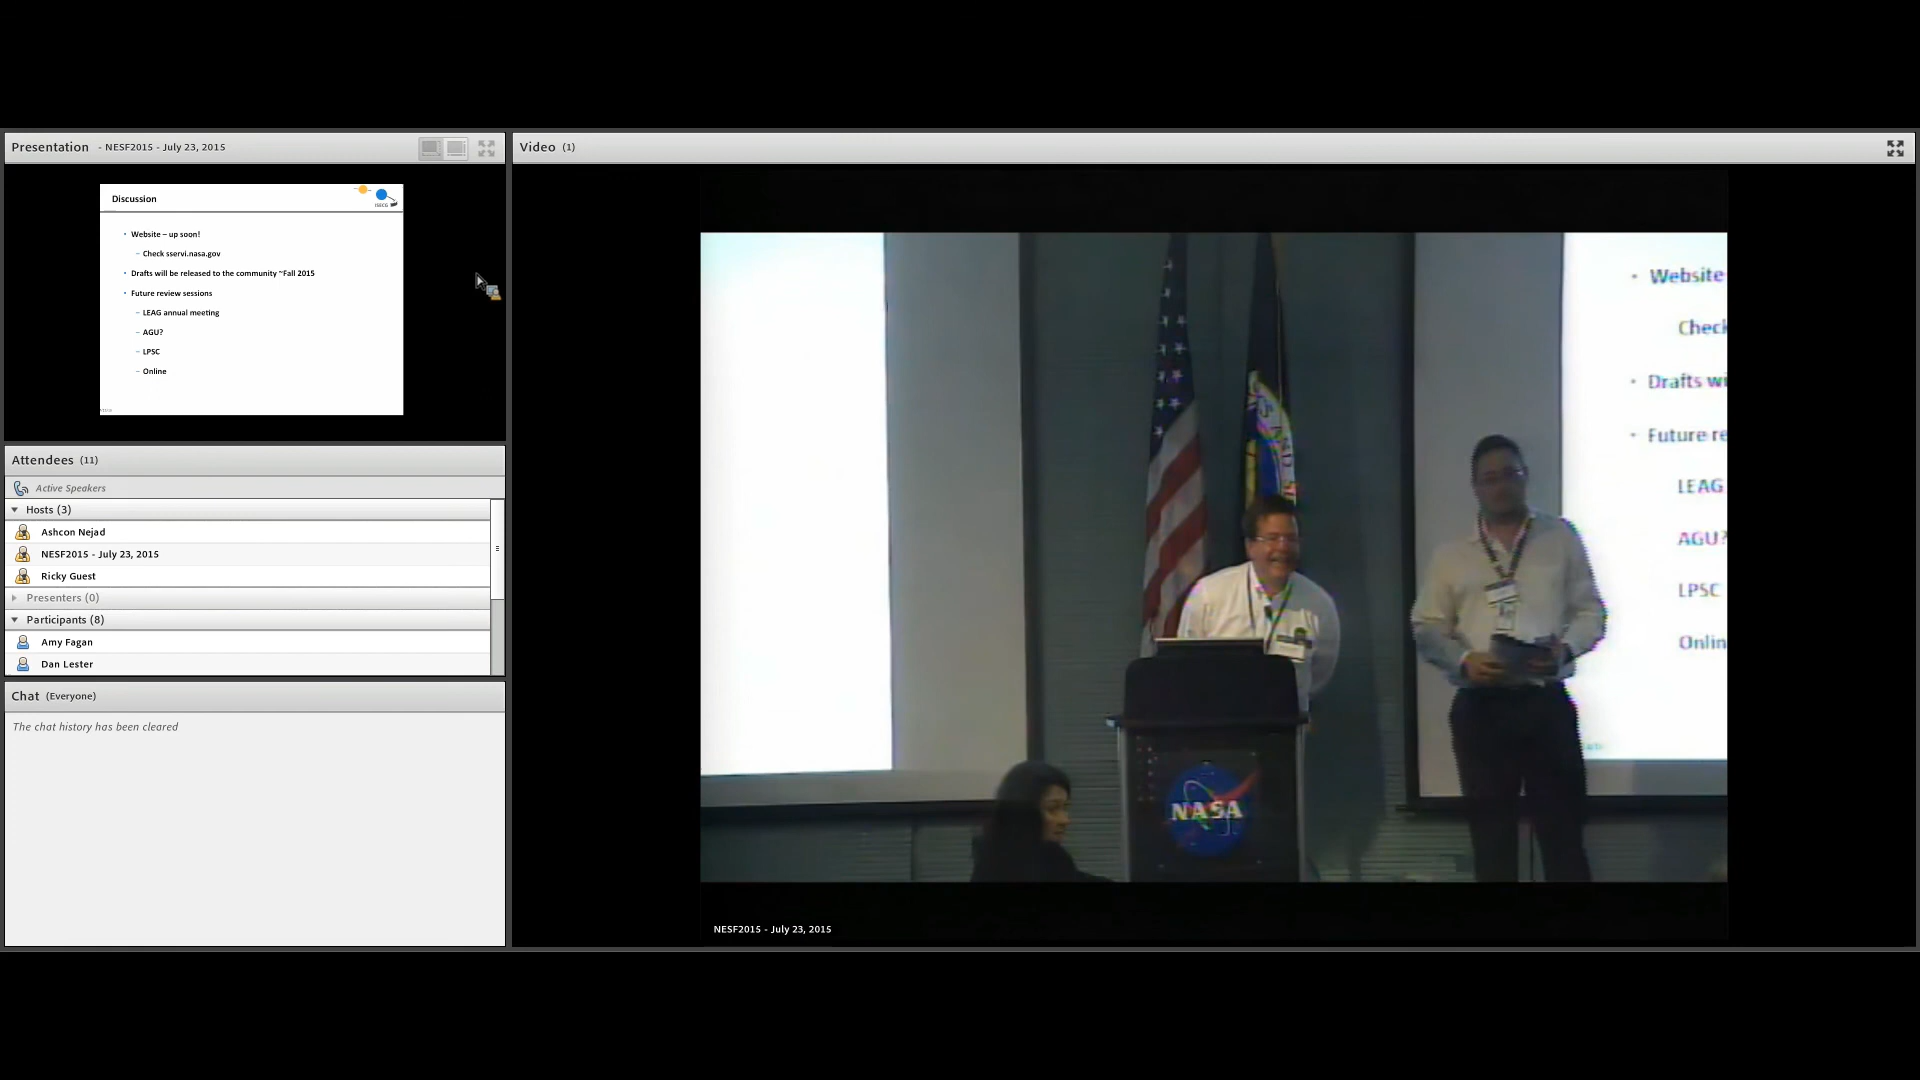 Presentation - NESF2015 - July 23, 2015
Discussion
ISECG
• Website – up soon!
– Check sservi.nasa.gov
• Drafts will be released to the community ~Fall 2015
• Future review sessions
– LEAG annual meeting
– AGU?
– LPSC
– Online
Attendees (11)
Active Speakers
Hosts (3)
Ashcon Nejad
NESF2015 - July 23, 2015
Ricky Guest
Presenters (0)
Participants (8)
Amy Fagan
Dan Lester
Chat (Everyone)
The chat history has been cleared
Video (1)
• Website
Check
• Drafts wi
• Future re
LEAG
AGU?
LPSC
Onlin
NASA
NESF2015 - July 23, 2015